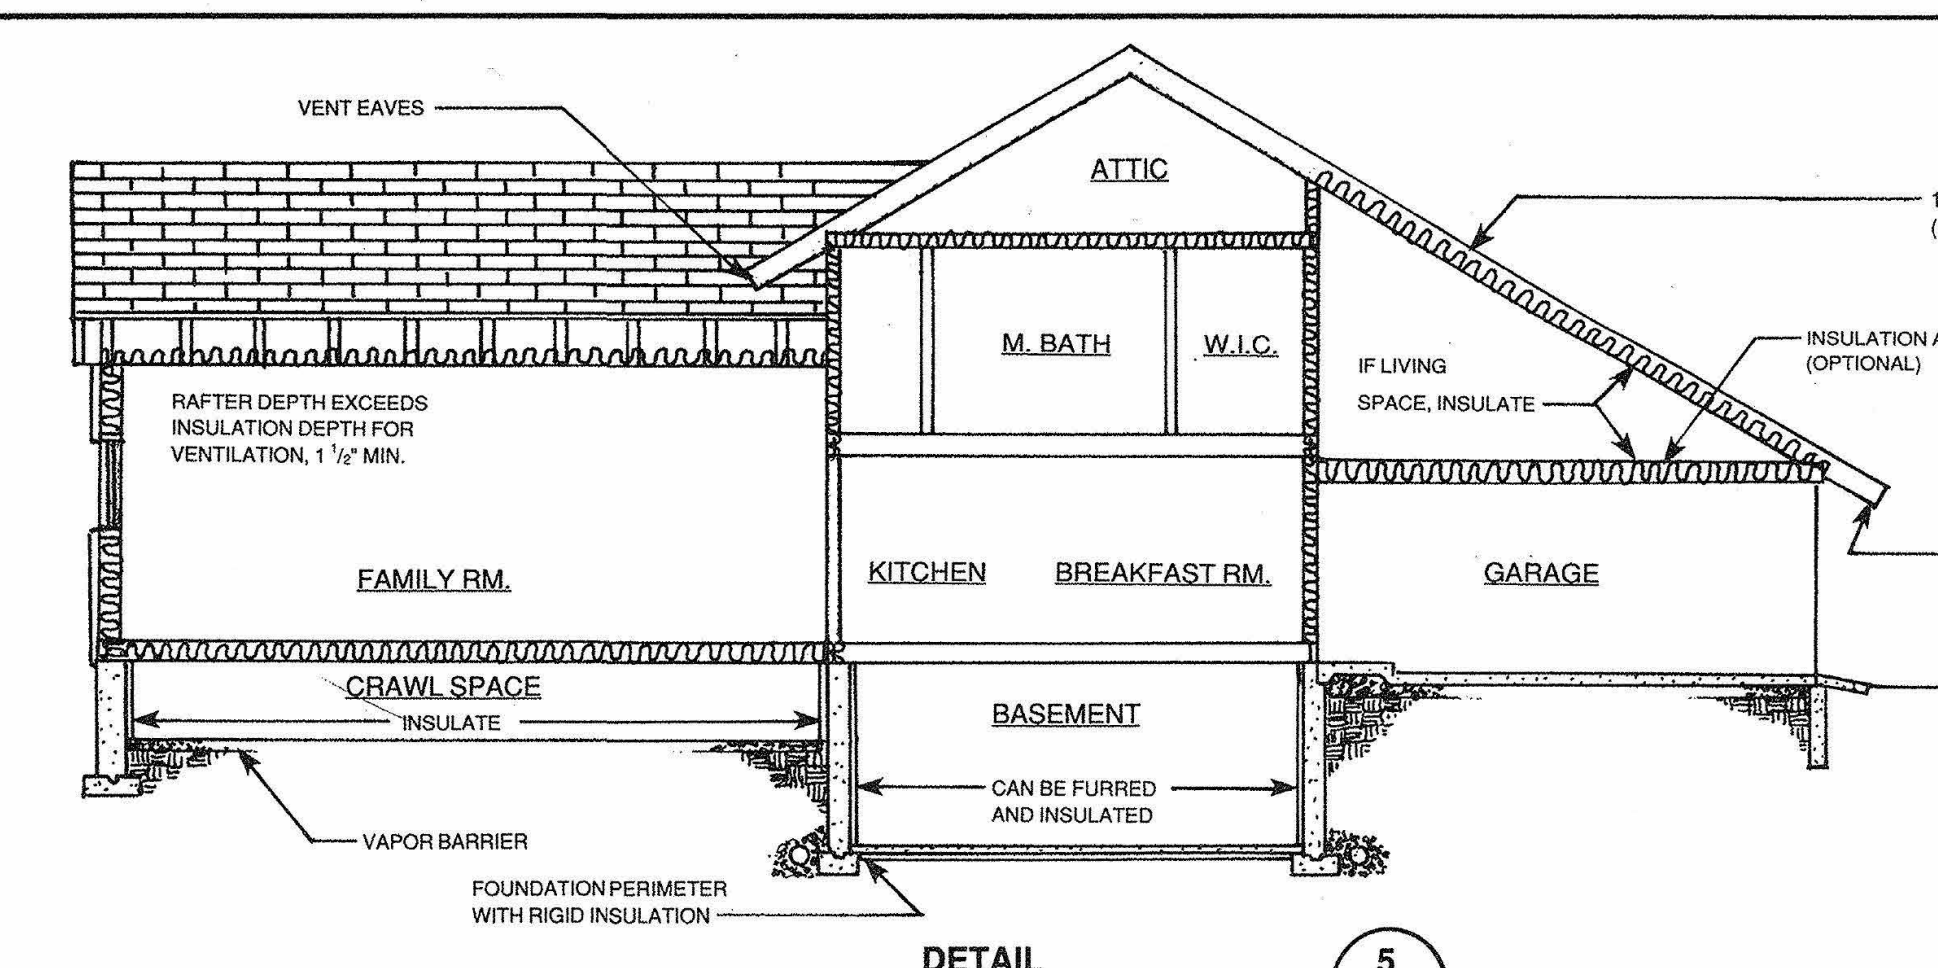 VENT EAVES
ATTIC
1
(
M. BATH
W.I.C.
INSULATION A
(OPTIONAL)
IF LIVING
SPACE, INSULATE
RAFTER DEPTH EXCEEDS
INSULATION DEPTH FOR
VENTILATION, 1 1/2" MIN.
FAMILY RM.
KITCHEN
BREAKFAST RM.
GARAGE
CRAWL SPACE
INSULATE
BASEMENT
CAN BE FURRED
AND INSULATED
VAPOR BARRIER
FOUNDATION PERIMETER
WITH RIGID INSULATION
DETAIL
5